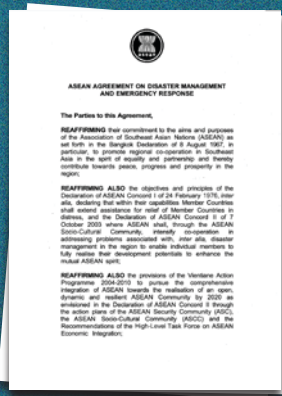 ASEAN AGREEMENT ON DISASTER MANAGEMENT
AND EMERGENCY RESPONSE
The Parties to this Agreement,
REAFFIRMING their commitment to the aims and purposes
of the Association of Southeast Asian Nations (ASEAN) as
set forth in the Bangkok Declaration of 8 August 1967, in
particular, to promote regional co-operation in Southeast
Asia in the spirit of equality and partnership and thereby
contribute towards peace, progress and prosperity in the
region;
REAFFIRMING ALSO the objectives and principles of the
Declaration of ASEAN Concord I of 24 February 1976, inter
alia, declaring that within their capabilities Member Countries
shall extend assistance for relief of Member Countries in
distress, and the Declaration of ASEAN Concord II of 7
October 2003 where ASEAN shall, through the ASEAN
Socio-Cultural Community, intensify co-operation in
addressing problems associated with, inter alia, disaster
management in the region to enable individual members to
fully realise their development potentials to enhance the
mutual ASEAN spirit;
REAFFIRMING ALSO the provisions of the Vientiane Action
Programme 2004-2010 to pursue the comprehensive
integration of ASEAN towards the realisation of an open,
dynamic and resilient ASEAN Community by 2020 as
envisioned in the Declaration of ASEAN Concord II through
the action plans of the ASEAN Security Community (ASC),
the ASEAN Socio-Cultural Community (ASCC) and the
Recommendations of the High-Level Task Force on ASEAN
Economic Integration;